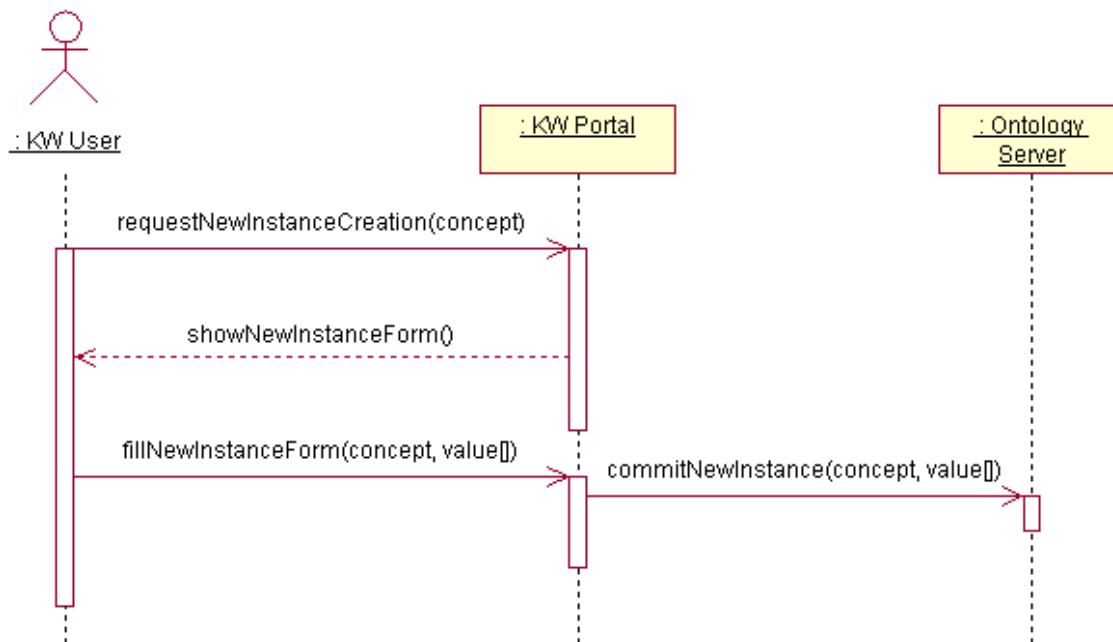 : KW User
: KW Portal
: Ontology
Server
requestNewInstanceCreation(concept)
showNewInstanceForm()
fillNewInstanceForm(concept, value[])
commitNewInstance(concept, value[])